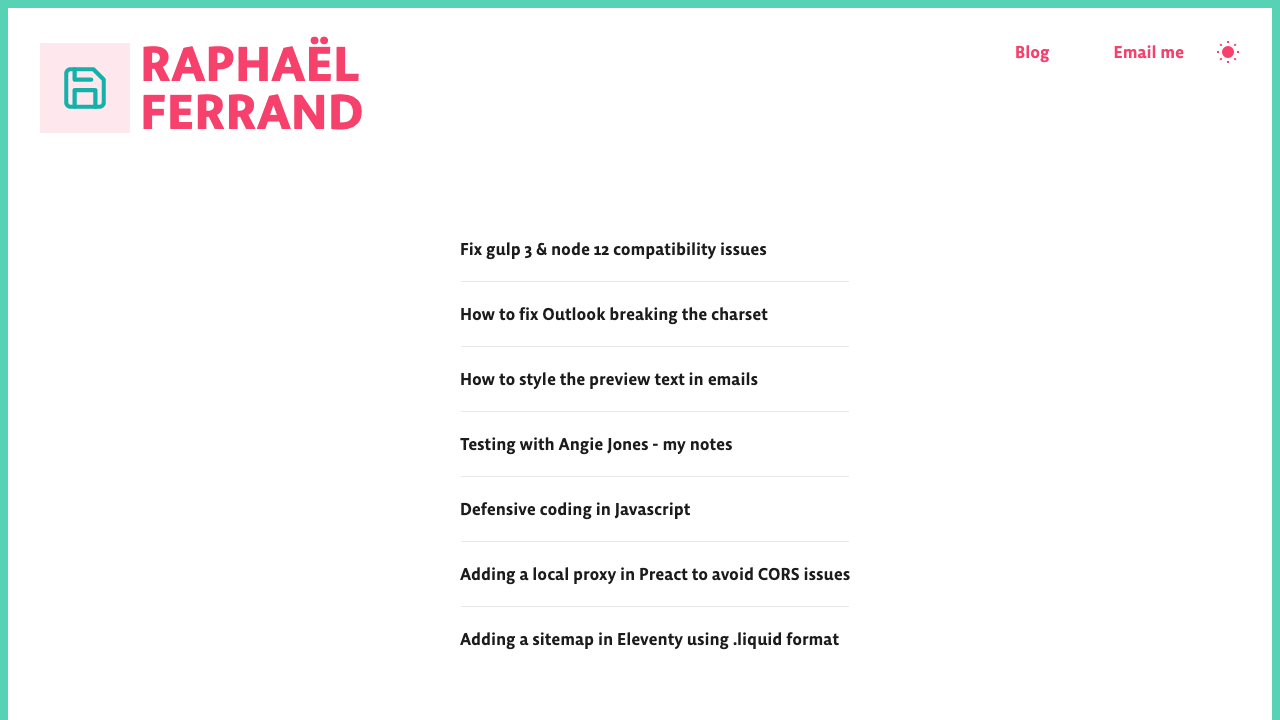 RAPHAËL
FERRAND
Blog
Email me
Fix gulp 3 & node 12 compatibility issues
How to fix Outlook breaking the charset
How to style the preview text in emails
Testing with Angie Jones - my notes
Defensive coding in Javascript
Adding a local proxy in Preact to avoid CORS issues
Adding a sitemap in Eleventy using .liquid format